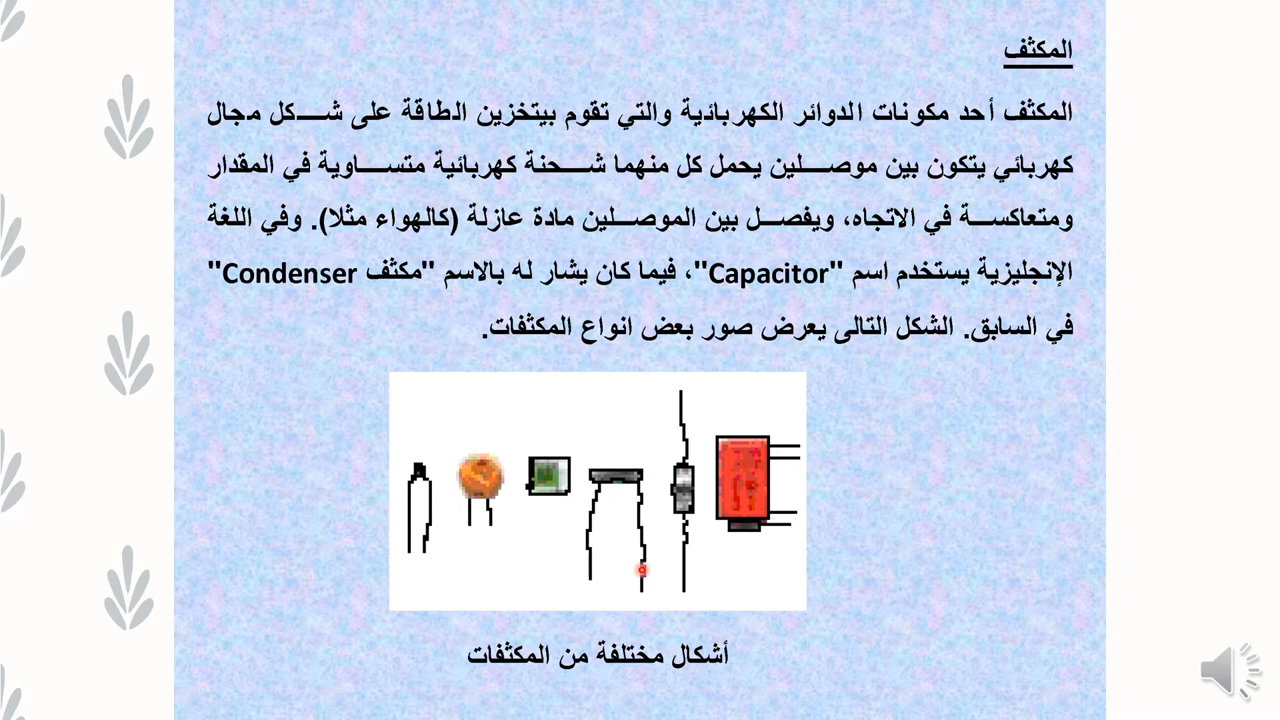 المكثف
المكثف أحد مكونات الدوائر الكهربائية والتي تقوم بيتخزين الطاقة على شـــكل مجال
كهربائي يتكون بين موصـــلين يحمل كل منهما شـــحنة كهربائية متســـاوية في المقدار
ومتعاكســـة في الاتجاه، ويفصـــل بين الموصـــلين مادة عازلة (كالهواء مثلا). وفي اللغة
الإنجليزية يستخدم اسم "Capacitor"، فيما كان يشار له بالاسم "مكثف Condenser"
في السابق. الشكل التالى يعرض صور بعض انواع المكثفات.
أشكال مختلفة من المكثفات